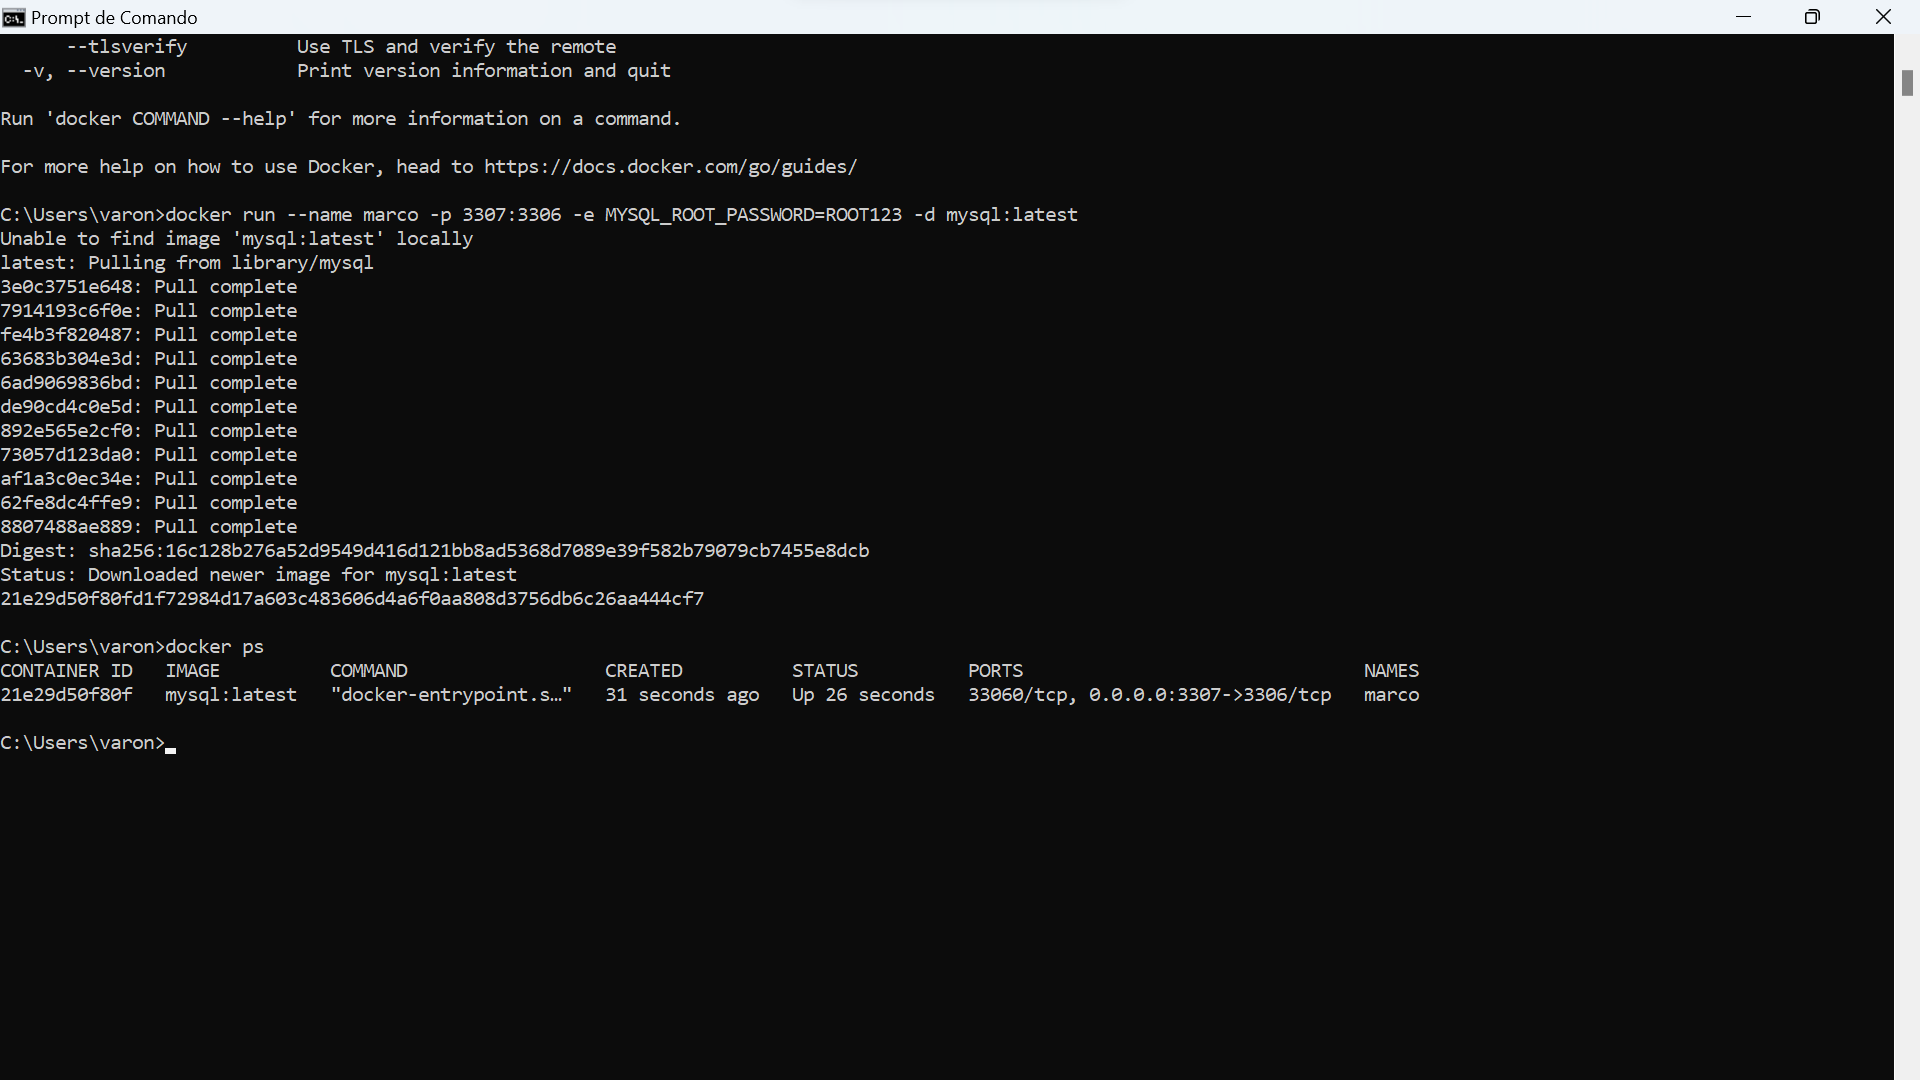 Prompt de Comando
--tlsverify Use TLS and verify the remote
-v, --version Print version information and quit
Run 'docker COMMAND --help' for more information on a command.
For more help on how to use Docker, head to https://docs.docker.com/go/guides/
C:\Users\varon>docker run --name marco -p 3307:3306 -e MYSQL_ROOT_PASSWORD=ROOT123 -d mysql:latest
Unable to find image 'mysql:latest' locally
latest: Pulling from library/mysql
3e0c3751e648: Pull complete
7914193c6f0e: Pull complete
fe4b3f820487: Pull complete
63683b304e3d: Pull complete
6ad9069836bd: Pull complete
de90cd4c0e5d: Pull complete
892e565e2cf0: Pull complete
73057d123da0: Pull complete
af1a3c0ec34e: Pull complete
62fe8dc4ffe9: Pull complete
8807488ae889: Pull complete
Digest: sha256:16c128b276a52d9549d416d121bb8ad5368d7089e39f582b79079cb7455e8dcb
Status: Downloaded newer image for mysql:latest
21e29d50f80fd1f72984d17a603c483606d4a6f0aa808d3756db6c26aa444cf7
C:\Users\varon>docker ps
CONTAINER ID IMAGE COMMAND CREATED STATUS PORTS NAMES
21e29d50f80f mysql:latest "docker-entrypoint.s…" 31 seconds ago Up 26 seconds 33060/tcp, 0.0.0.0:3307->3306/tcp marco
C:\Users\varon>